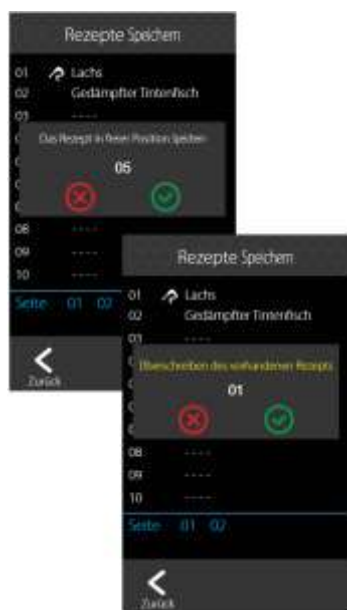 Rezepte Speichern
01 Lachs
02 Gedämpfter Tintenfisch
03 ----
Das Rezept in freier Position Speichern
05
08 ----
09 ----
10 ----
Seite 01 02
Zurück
Rezepte Speichern
01 Lachs
02 Gedämpfter Tintenfisch
03 ----
Überschreiben des vorhandenen Rezepts
01
08 ----
09 ----
10 ----
Seite 01 02
Zurück